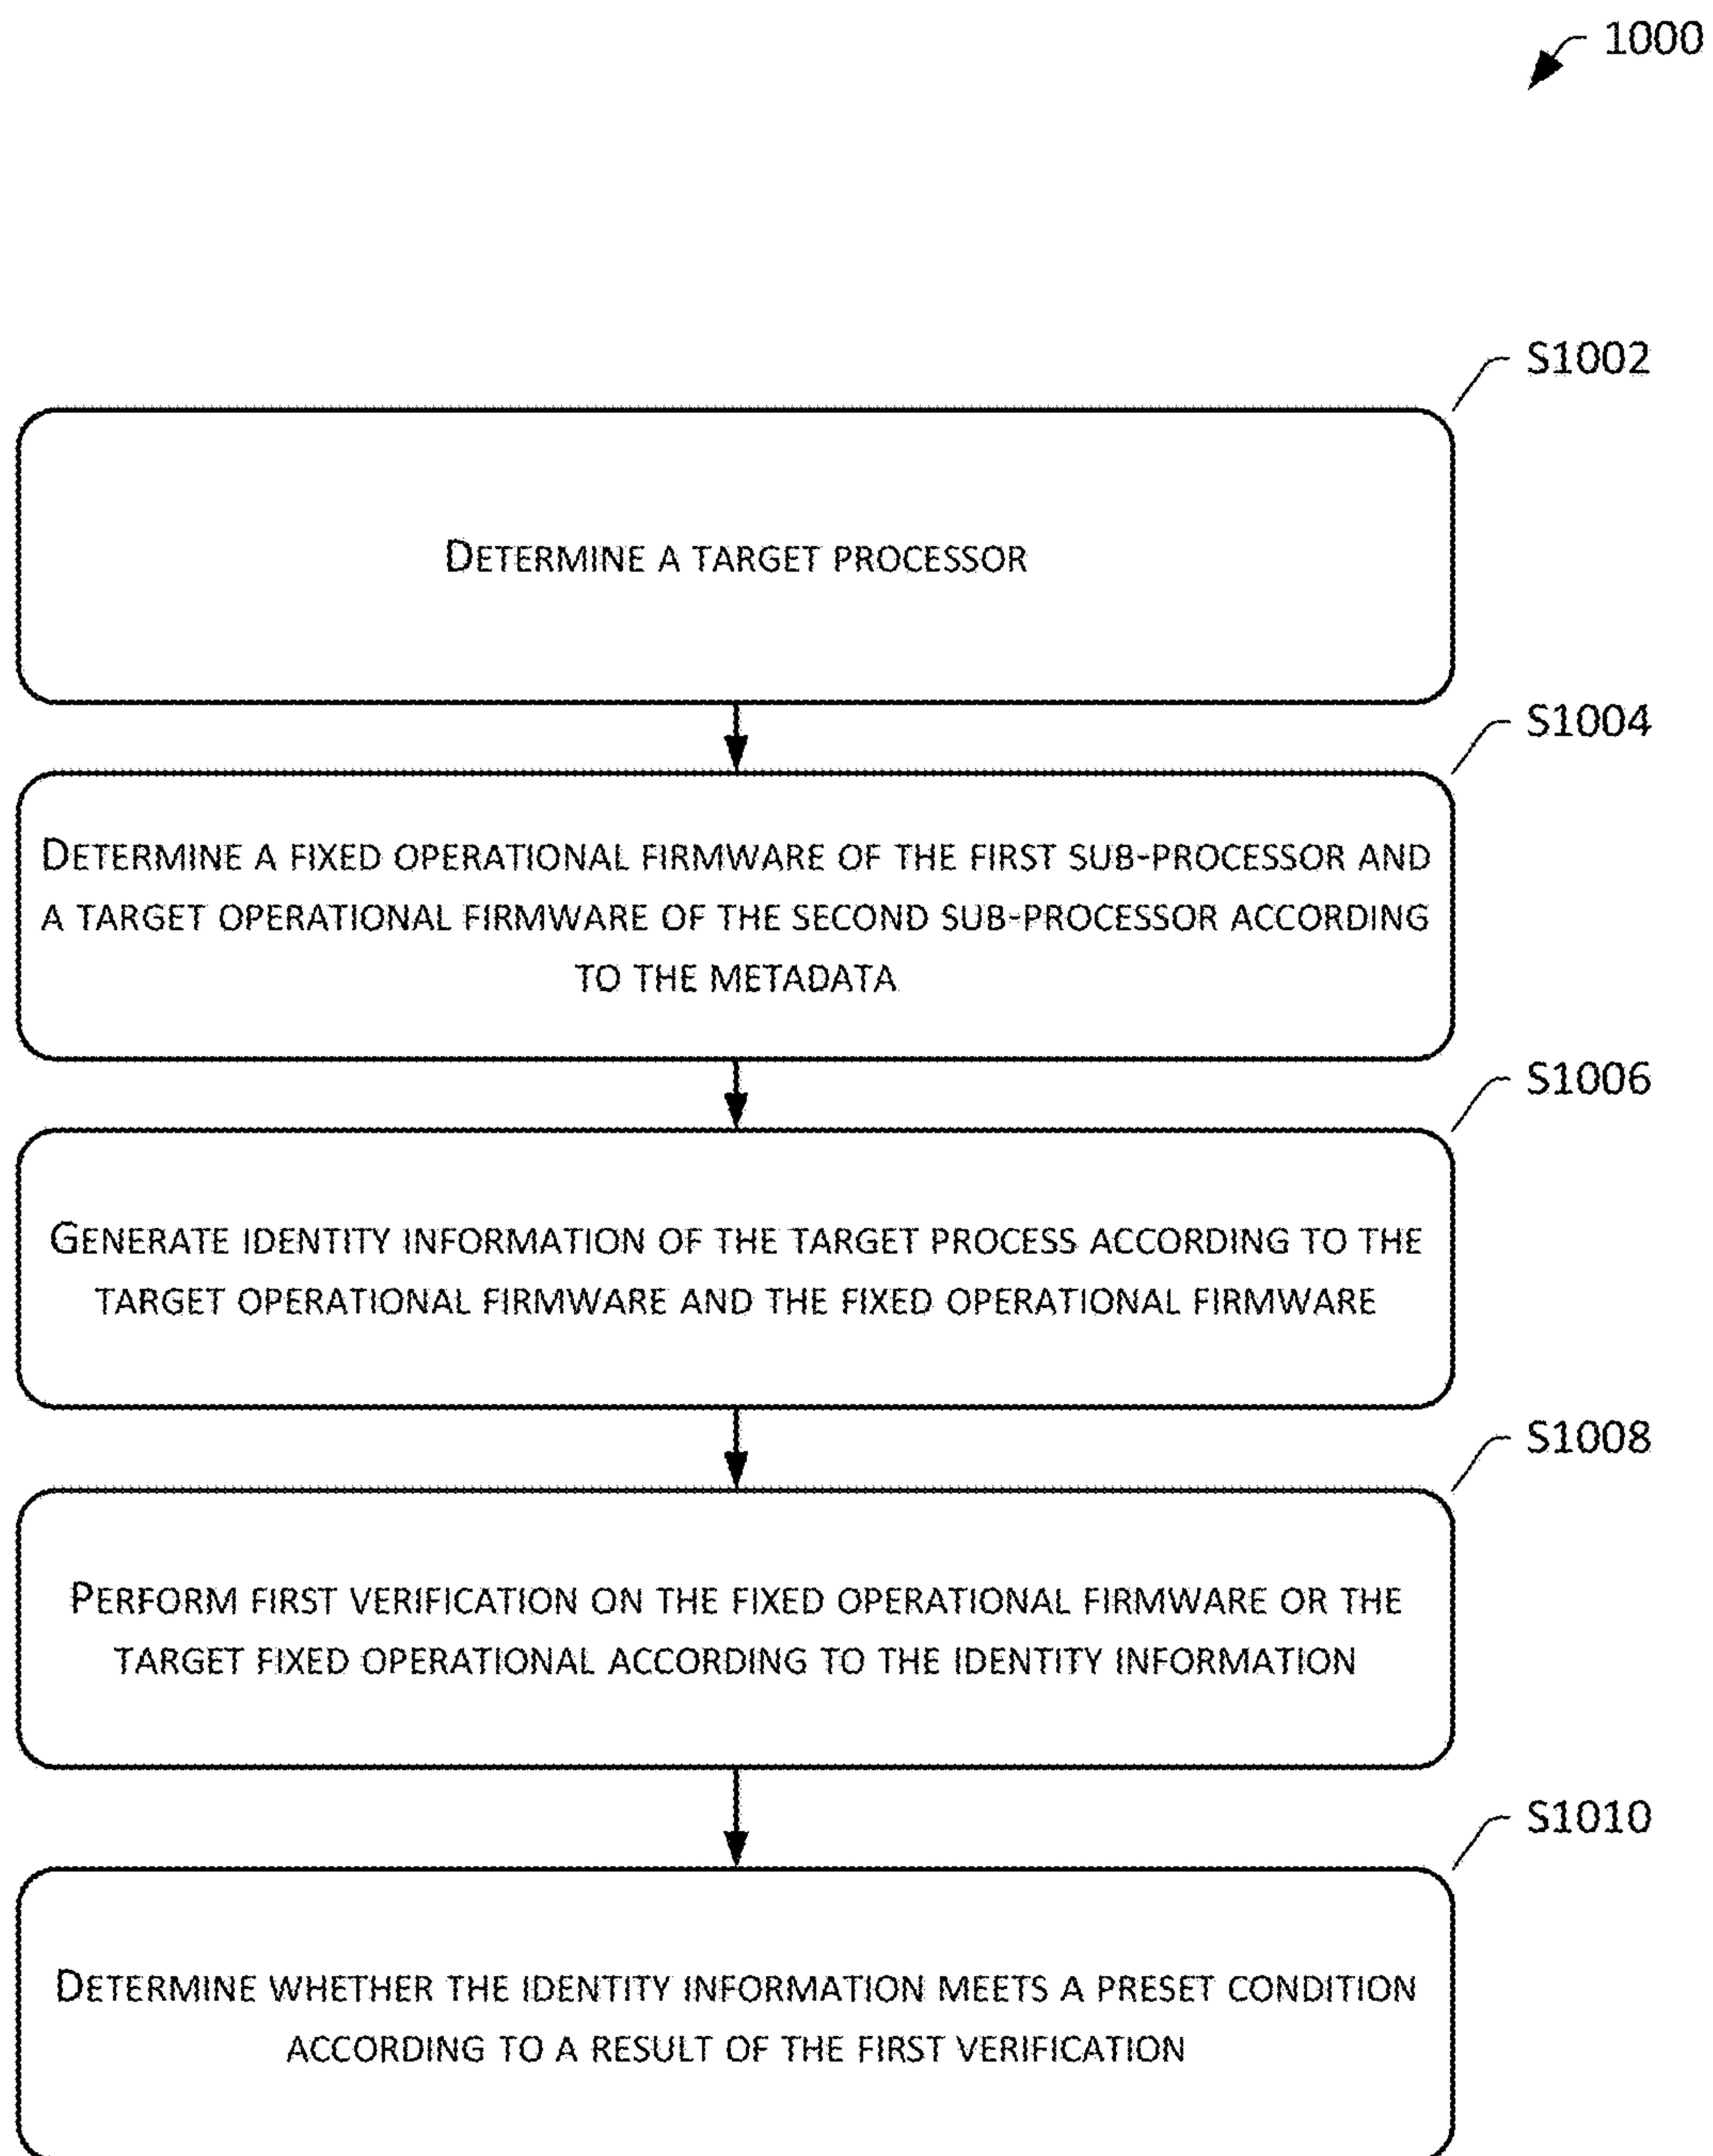 1000
S1002
Determine a target processor
S1004
Determine a fixed operational firmware of the first sub-processor and
a target operational firmware of the second sub-processor according
to the metadata
S1006
Generate identity information of the target process according to the
target operational firmware and the fixed operational firmware
S1008
Perform first verification on the fixed operational firmware or the
target fixed operational according to the identity information
S1010
Determine whether the identity information meets a preset condition
according to a result of the first verification